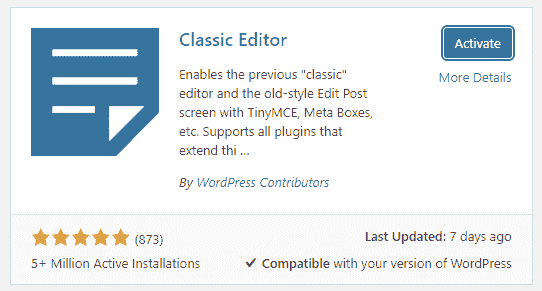 Classic Editor
Activate
More Details
Enables the previous "classic"
editor and the old-style Edit Post
screen with TinyMCE, Meta Boxes,
etc. Supports all plugins that
extend thi ...
By WordPress Contributors
(873)
Last Updated: 7 days ago
5+ Million Active Installations
Compatible with your version of WordPress